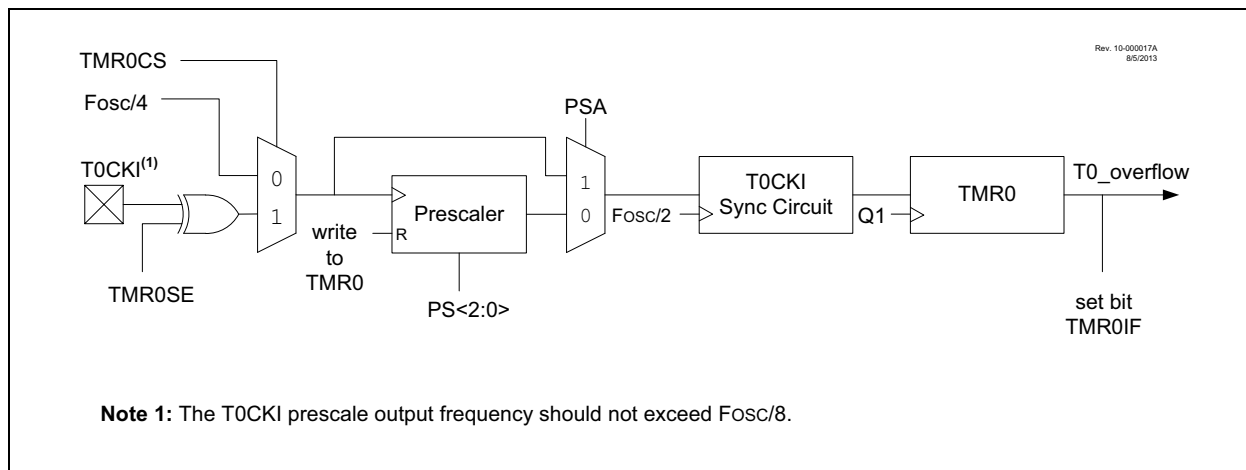 Rev. 10-000017A
8/5/2013
TMR0CS
Fosc/4
PSA
T0CKI(1)
T0_overflow
0
1
1
0
T0CKI
Sync Circuit
TMR0
Prescaler
FOSC/2
Q1
R
write
to
TMR0
TMR0SE
PS<2:0>
set bit
TMR0IF
Note 1: The T0CKI prescale output frequency should not exceed FOSC/8.